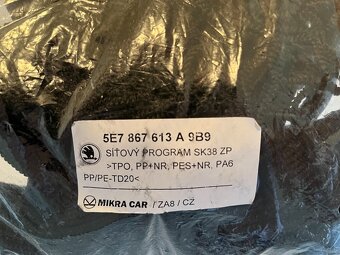 5E7 867 613 A 9B9
SÍŤOVÝ PROGRAM SK38 ZP
>TPO, PP+NR, PES+NR, PA6
PP/PE-TD20<
MIKRA CAR / ZA8 / CZ